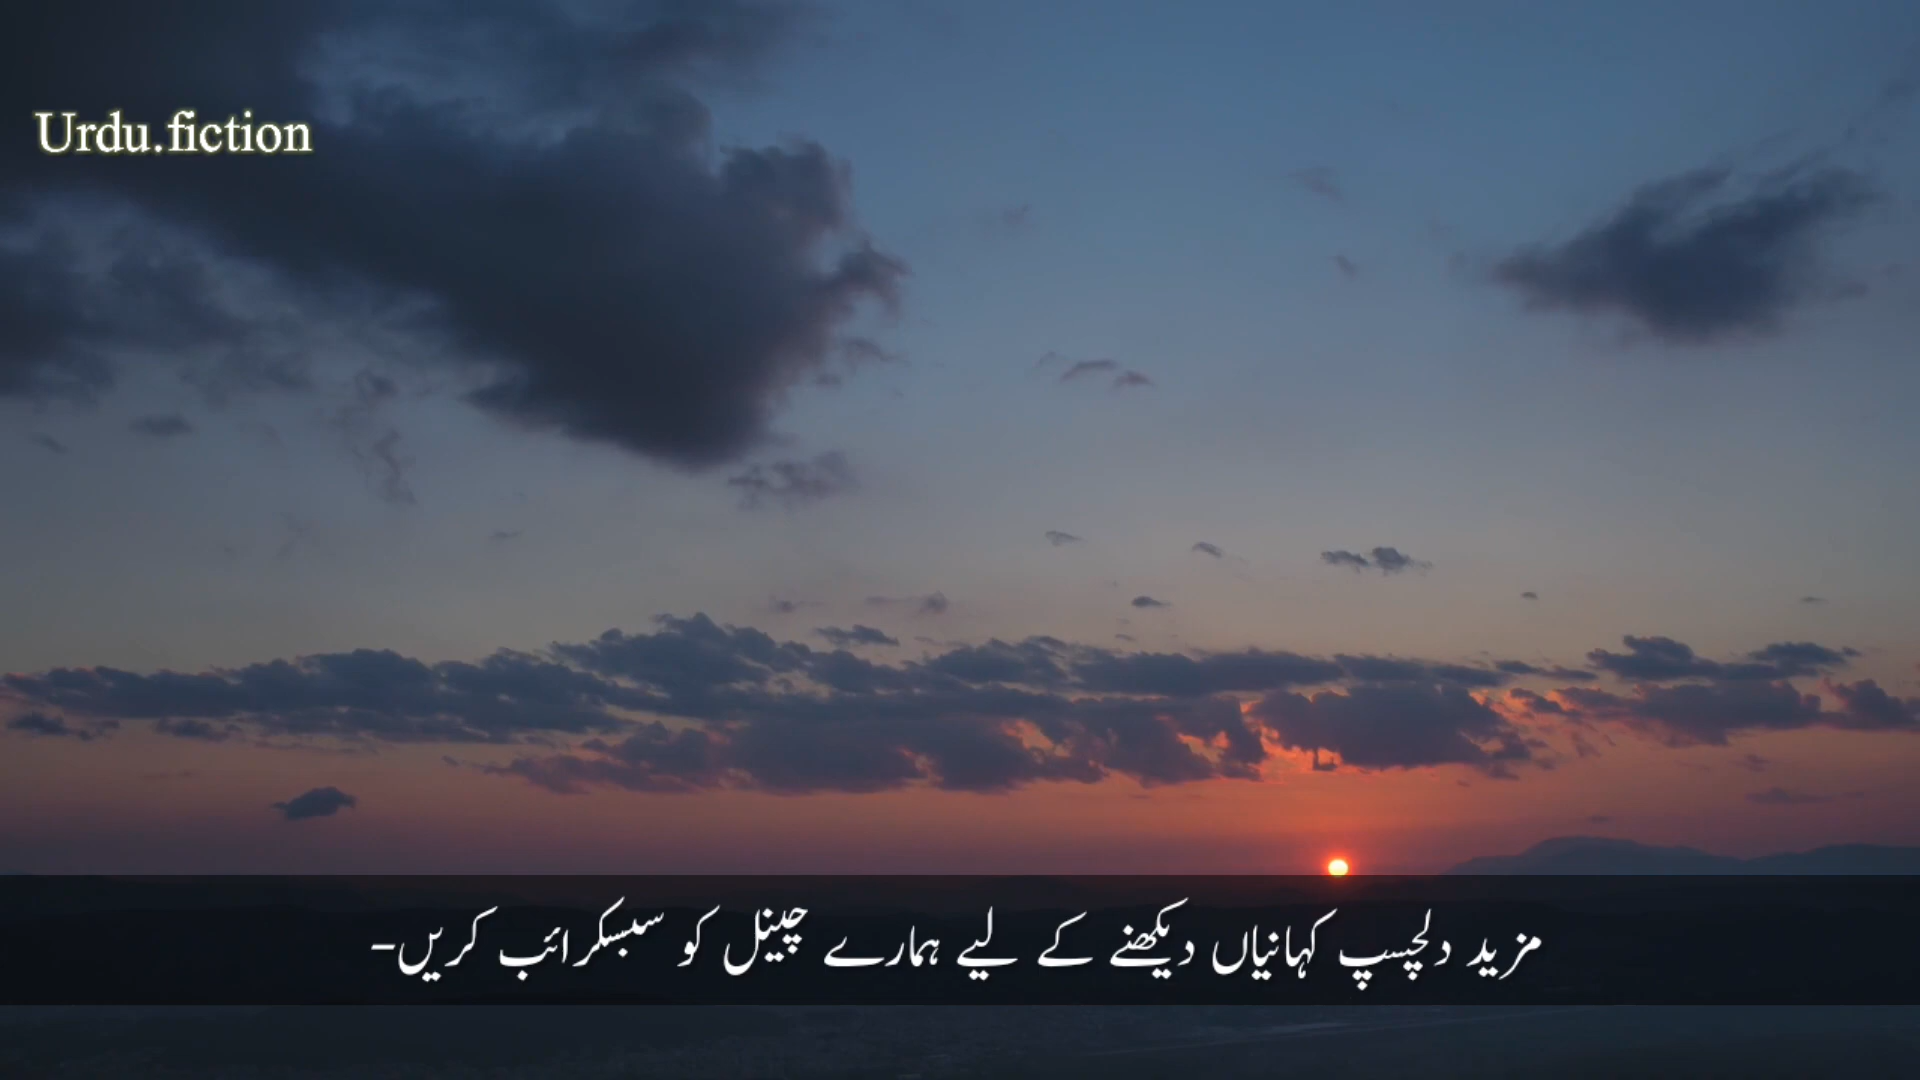 Urdu.fiction
مزید دلچسپ کہانیاں دیکھنے کے لیے ہمارے چینل کو سبسکرائب کریں-